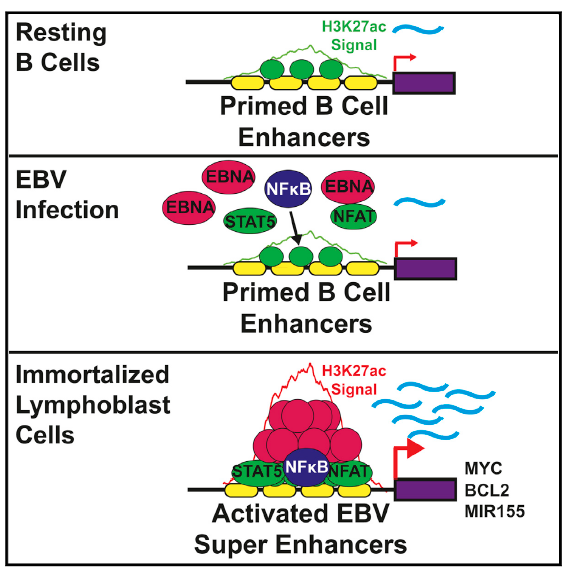 Resting
B Cells
H3K27ac
Signal
Primed B Cell
Enhancers
EBV
Infection
EBNA
EBNA
NFκB
EBNA
STAT5
NFAT
Primed B Cell
Enhancers
Immortalized
Lymphoblast
Cells
H3K27ac
Signal
STAT5
NFκB
NFAT
MYC
BCL2
MIR155
Activated EBV
Super Enhancers